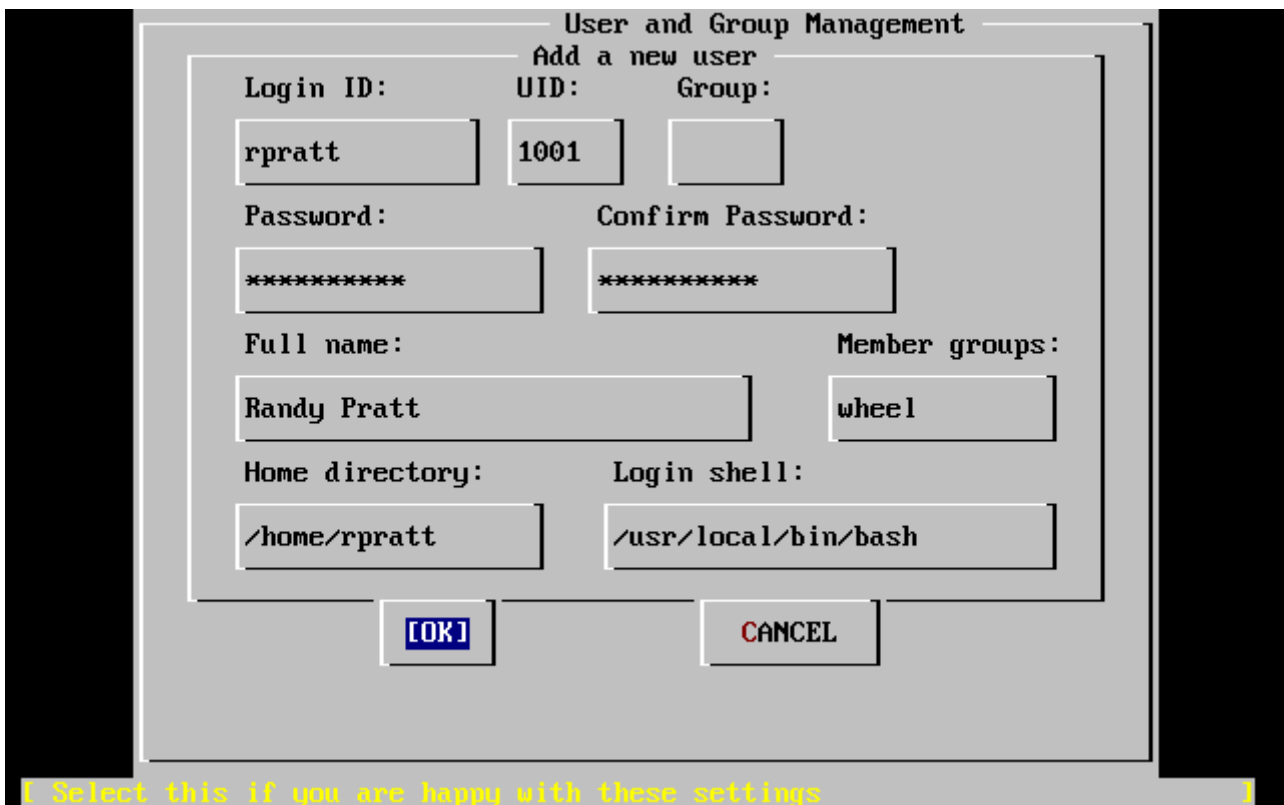 User and Group Management
Add a new user
Login ID: UID: Group:
rpratt 1001
Password: Confirm Password:
********** **********
Full name: Member groups:
Randy Pratt wheel
Home directory: Login shell:
/home/rpratt /usr/local/bin/bash
[OK] CANCEL
[ Select this if you are happy with these settings ]